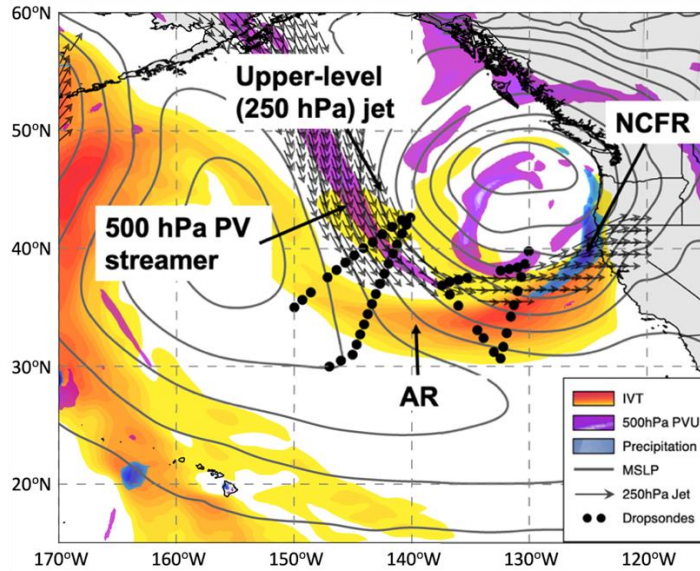 60°N
50°N
40°N
30°N
20°N
Upper-level
(250 hPa) jet
NCFR
500 hPa PV
streamer
AR
IVT
500hPa PVU
Precipitation
MSLP
250hPa Jet
Dropsondes
170°W
160°W
150°W
140°W
130°W
120°W